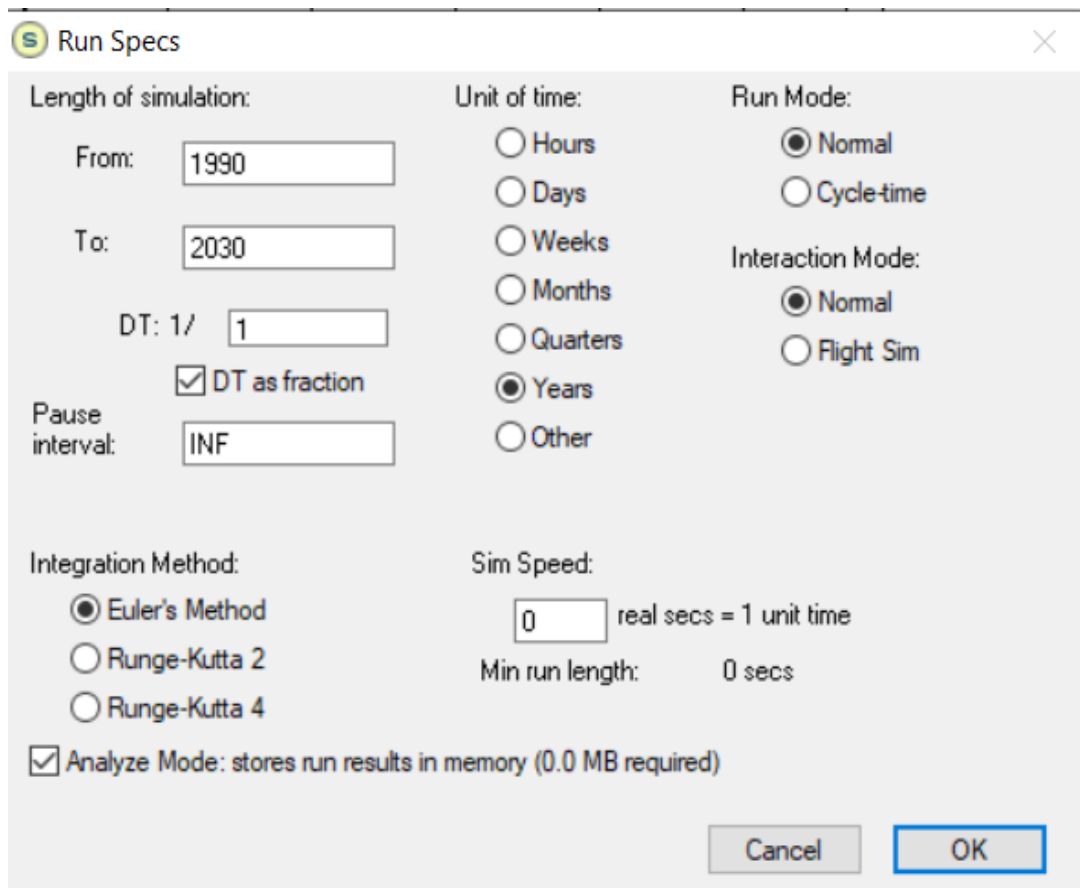 S Run Specs
Length of simulation:
From: 1990
To: 2030
DT: 1/ 1
DT as fraction
Pause
interval: INF
Unit of time:
Hours
Days
Weeks
Months
Quarters
Years
Other
Run Mode:
Normal
Cycle-time
Interaction Mode:
Normal
Flight Sim
Integration Method:
Euler's Method
Runge-Kutta 2
Runge-Kutta 4
Sim Speed:
0 real secs = 1 unit time
Min run length: 0 secs
Analyze Mode: stores run results in memory (0.0 MB required)
Cancel OK